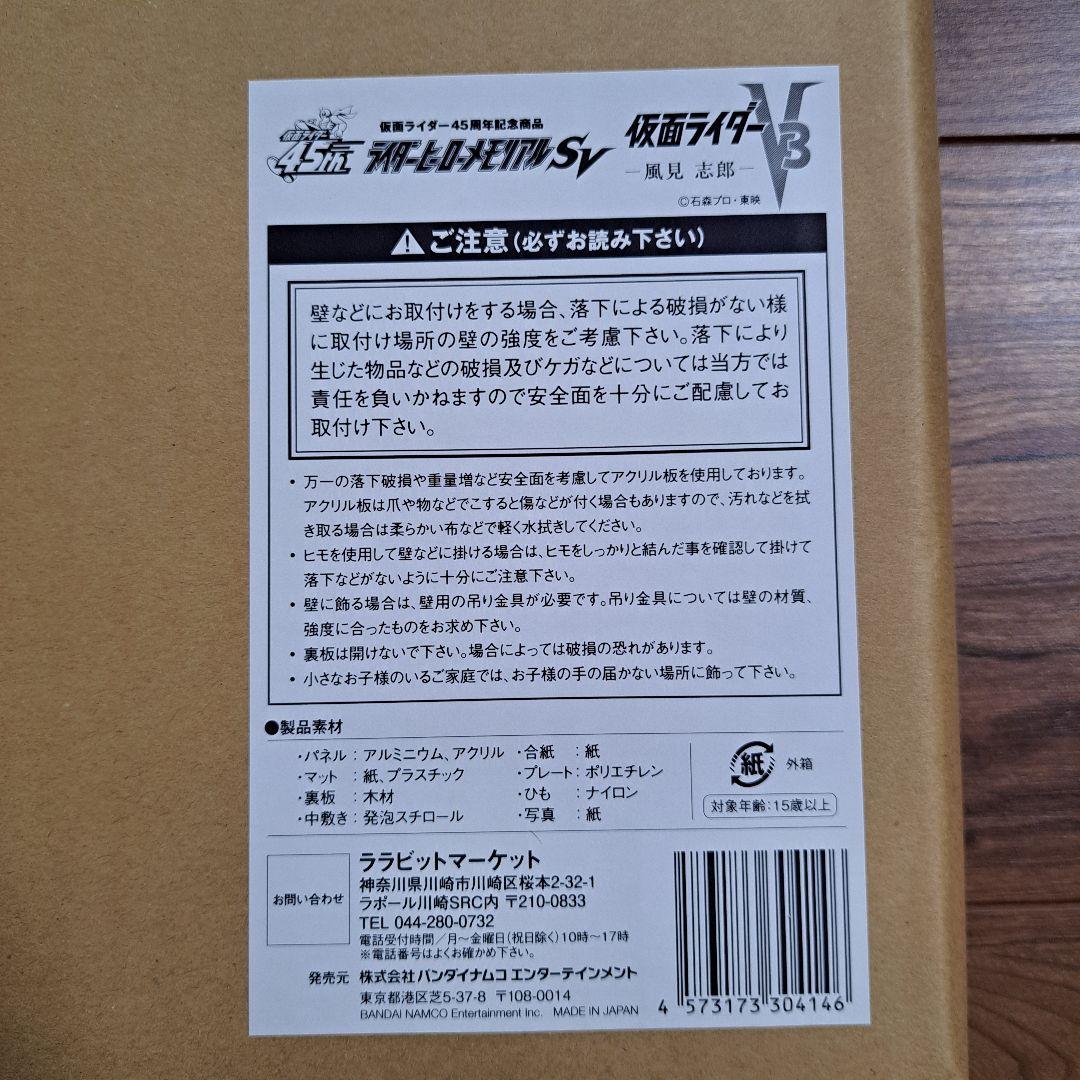 仮面ライダー45周年記念商品
仮面ライダー
45th
ライダーヒーローメモリアルSV
仮面ライダーV3
―風見 志郎―
©石森プロ・東映
ご注意(必ずお読み下さい)
壁などにお取付けをする場合、落下による破損がない様
に取付け場所の壁の強度をご考慮下さい。落下により
生じた物品などの破損及びケガなどについては当方では
責任を負いかねますので安全面を十分にご配慮してお
取付け下さい。
・万一の落下破損や重量増など安全面を考慮してアクリル板を使用しております。
アクリル板は爪や物などでこすると傷などが付く場合もありますので、汚れなどを拭
き取る場合は柔らかい布などで軽く水拭きしてください。
・ヒモを使用して壁などに掛ける場合は、ヒモをしっかりと結んだ事を確認して掛けて
落下などがないように十分にご注意下さい。
・壁に飾る場合は、壁用の吊り金具が必要です。吊り金具については壁の材質、
強度に合ったものをお求め下さい。
・裏板は開けないで下さい。場合によっては破損の恐れがあります。
・小さなお子様のいるご家庭では、お子様の手の届かない場所に飾って下さい。
●製品素材
・パネル：アルミニウム、アクリル ・合紙 ：紙
・マット ：紙、プラスチック ・プレート：ポリエチレン
・裏板 ：木材 ・ひも ：ナイロン
・中敷き：発泡スチロール ・写真 ：紙
紙 外箱
対象年齢：15歳以上
お問い合わせ
ララビットマーケット
神奈川県川崎市川崎区桜本2-32-1
ラポール川崎SRC内 〒210-0833
TEL 044-280-0732
電話受付時間／月～金曜日(祝日除く)10時～17時
※電話番号はよくお確かめ下さい。
発売元 株式会社 バンダイナムコ エンターテインメント
東京都港区芝5-37-8 〒108-0014
BANDAI NAMCO Entertainment Inc. MADE IN JAPAN
4 573173 304146